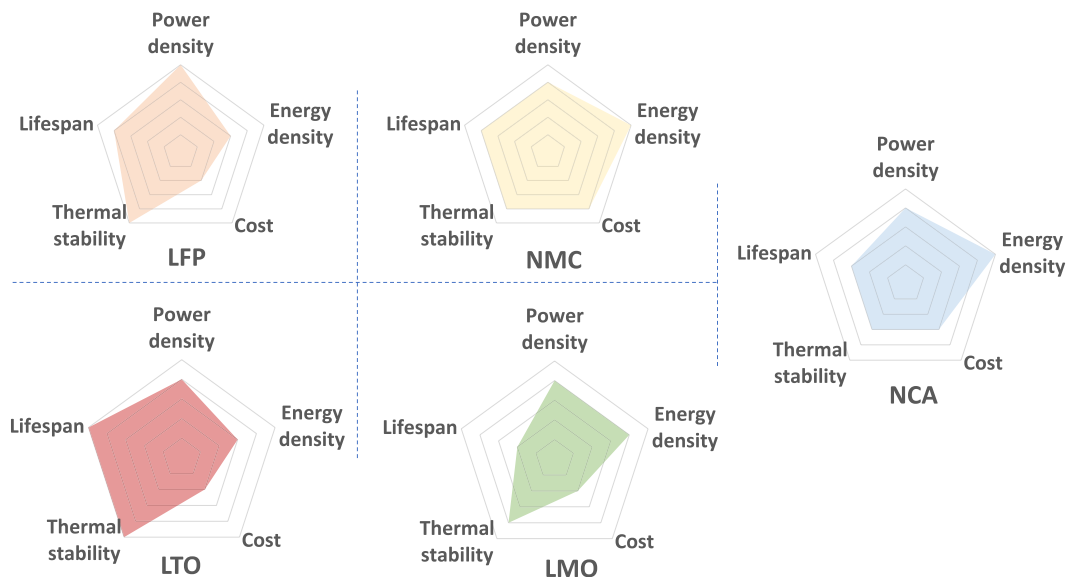 Power
density
Lifespan
Energy
density
Thermal
stability
Cost
LFP
Power
density
Lifespan
Energy
density
Thermal
stability
Cost
NMC
Power
density
Lifespan
Energy
density
Thermal
stability
Cost
NCA
Power
density
Lifespan
Energy
density
Thermal
stability
Cost
LTO
Power
density
Lifespan
Energy
density
Thermal
stability
Cost
LMO